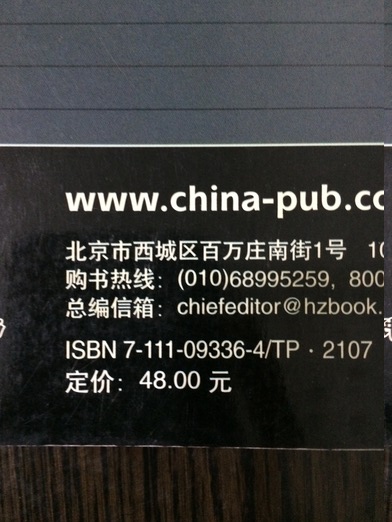 www.china-pub.co
北京市西城区百万庄南街1号 10
购书热线：(010)68995259, 800
总编信箱：chiefeditor@hzbook.
ISBN 7-111-09336-4/TP · 2107
定价：48.00 元